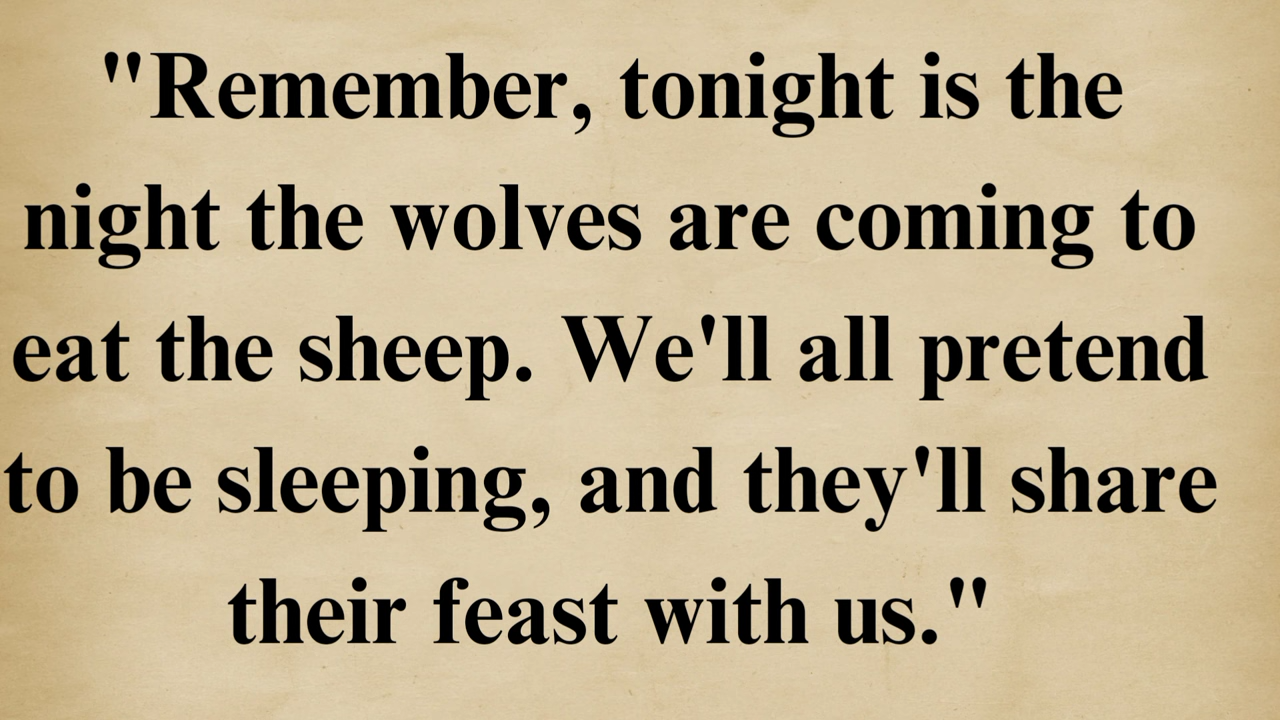 "Remember, tonight is the
night the wolves are coming to
eat the sheep. We'll all pretend
to be sleeping, and they'll share
their feast with us."